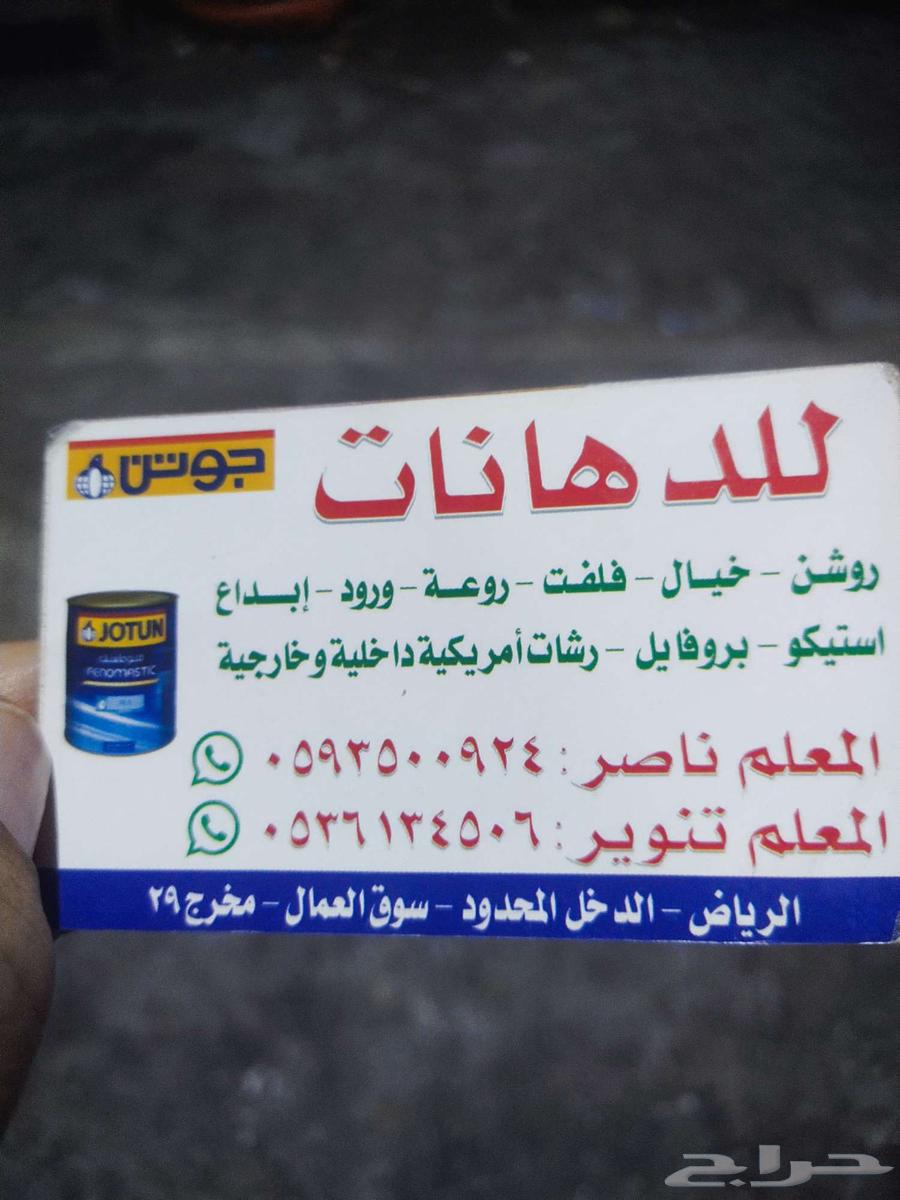 للدهانات
جوتن
روشن - خيال - فلفت - روعة - ورود - إبداع
استيكو - بروفايل - رشات أمريكية داخلية وخارجية
JOTUN
FENOMASTIC
المعلم ناصر : ٠٥٩٣٥٠٠٩٢٤
المعلم تنوير : ٠٥٣٦١٣٤٥٠٦
الرياض - الدخل المحدود - سوق العمال - مخرج ٢٩
حراج